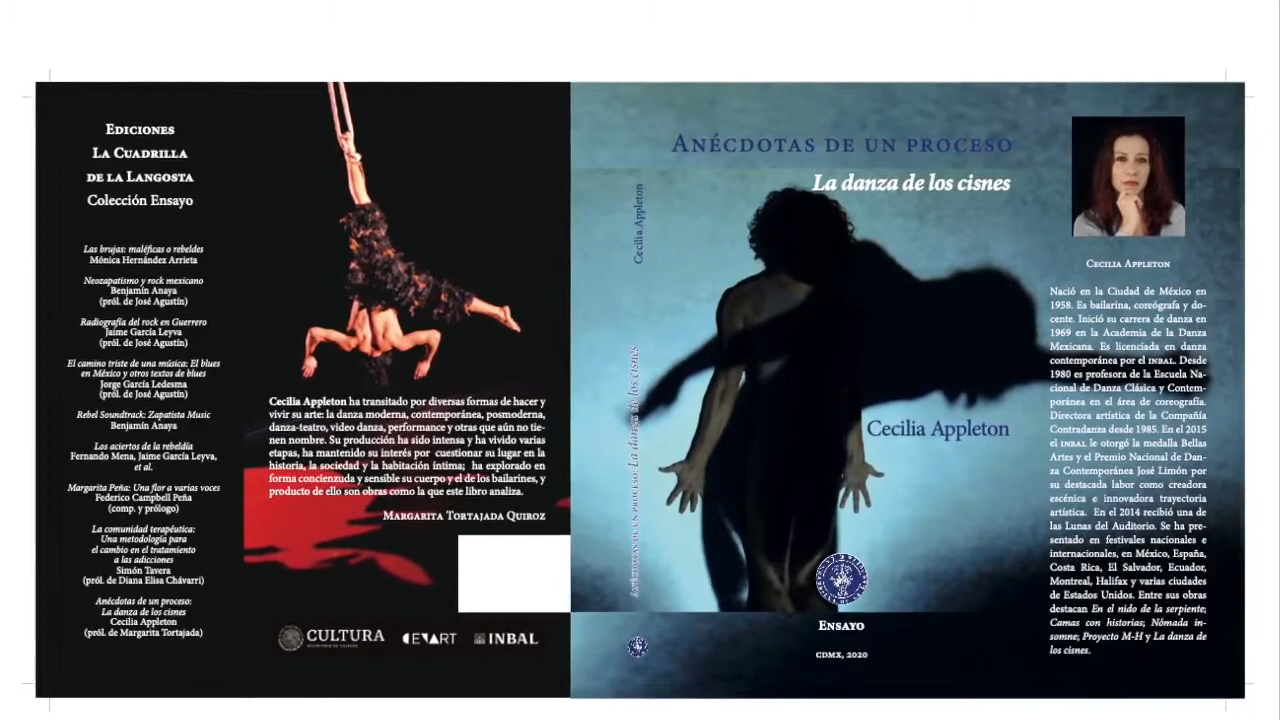 EDICIONES
LA CUADRILLA
DE LA LANGOSTA
Colección Ensayo
Las brujas: maléficas o rebeldes
Mónica Hernández Arrieta
Neozapatismo y rock mexicano
Benjamín Anaya
(pról. de José Agustín)
Radiografía del rock en Guerrero
Jaime García Leyva
(pról. de José Agustín)
El camino triste de una música: El blues
en México y otros textos de blues
Jorge García Ledesma
(pról. de José Agustín)
Rebel Soundtrack: Zapatista Music
Benjamín Anaya
Los aciertos de la rebeldía
Fernando Mena, Jaime García Leyva,
et al.
Margarita Peña: Una flor a varias voces
Federico Campbell Peña
(comp. y prólogo)
La comunidad terapéutica:
Una metodología para
el cambio en el tratamiento
a las adicciones
Simón Tavera
(pról. de Diana Elisa Chávarri)
Anécdotas de un proceso:
La danza de los cisnes
Cecilia Appleton
(pról. de Margarita Tortajada)
Cecilia Appleton ha transitado por diversas formas de hacer y
vivir su arte: la danza moderna, contemporánea, posmoderna,
danza-teatro, video danza, performance y otras que aún no tie-
nen nombre. Su producción ha sido intensa y ha vivido varias
etapas, ha mantenido su interés por cuestionar su lugar en la
historia, la sociedad y la habitación íntima; ha explorado en
forma concienzuda y sensible su cuerpo y el de los bailarines, y
producto de ello son obras como la que este libro analiza.
MARGARITA TORTAJADA QUIROZ
CULTURA
SECRETARÍA DE CULTURA
CENART
INBAL
Cecilia Appleton
ANÉCDOTAS DE UN PROCESO: La danza de los cisnes
ANÉCDOTAS DE UN PROCESO
La danza de los cisnes
Cecilia Appleton
ENSAYO
CDMX, 2020
CECILIA APPLETON
Nació en la Ciudad de México en
1958. Es bailarina, coreógrafa y do-
cente. Inició su carrera de danza en
1969 en la Academia de la Danza
Mexicana. Es licenciada en danza
contemporánea por el INBAL. Desde
1980 es profesora de la Escuela Na-
cional de Danza Clásica y Contem-
poránea en el área de coreografía.
Directora artística de la Compañía
Contradanza desde 1985. En el 2015
el INBAL le otorgó la medalla Bellas
Artes y el Premio Nacional de Dan-
za Contemporánea José Limón por
su destacada labor como creadora
escénica e innovadora trayectoria
artística. En el 2014 recibió una de
las Lunas del Auditorio. Se ha pre-
sentado en festivales nacionales e
internacionales, en México, España,
Costa Rica, El Salvador, Ecuador,
Montreal, Halifax y varias ciudades
de Estados Unidos. Entre sus obras
destacan En el nido de la serpiente;
Camas con historias; Nómada in-
somne; Proyecto M-H y La danza de
los cisnes.